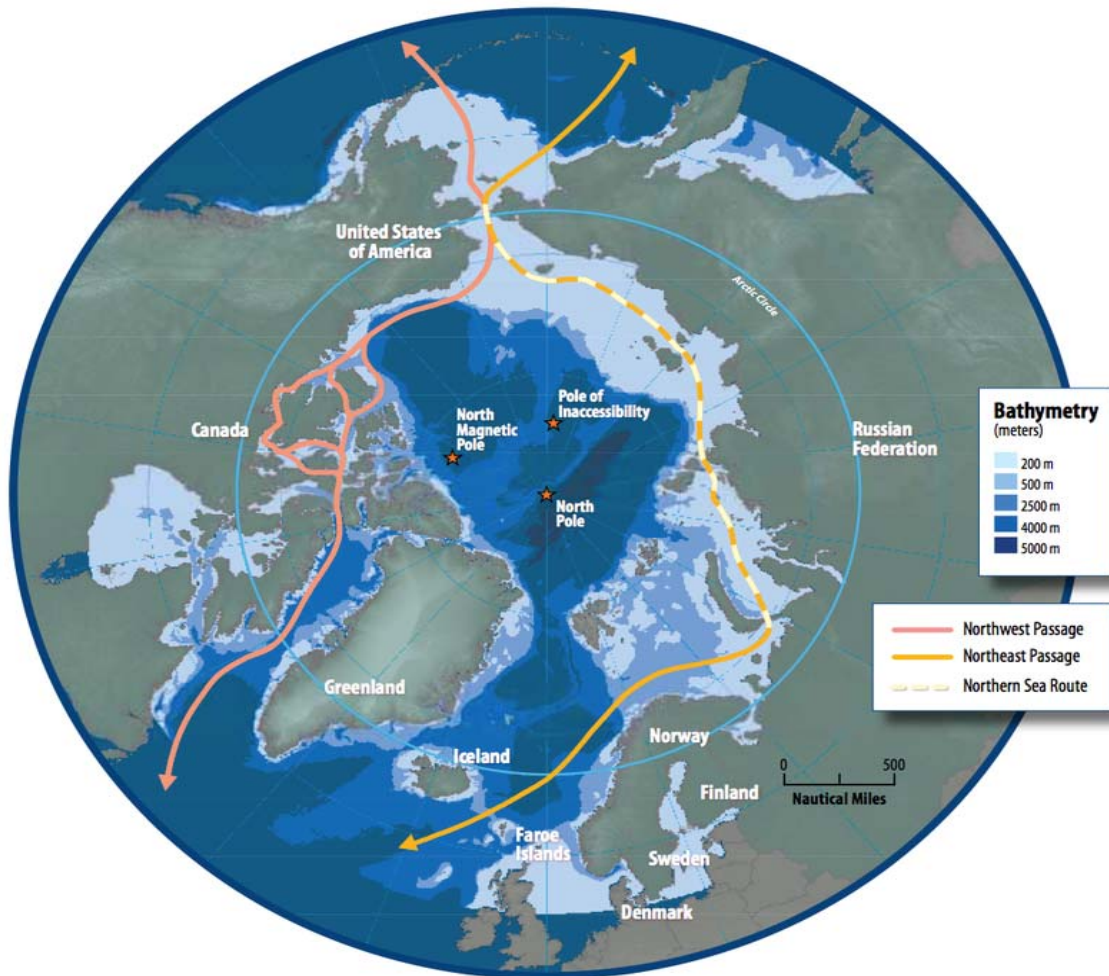 United States
of America
Arctic Circle
Canada
North
Magnetic
Pole
Pole of
Inaccessibility
North
Pole
Russian
Federation
Bathymetry
(meters)
200 m
500 m
2500 m
4000 m
5000 m
Northwest Passage
Northeast Passage
Northern Sea Route
Greenland
Iceland
Norway
0 500
Nautical Miles
Finland
Faroe
Islands
Sweden
Denmark